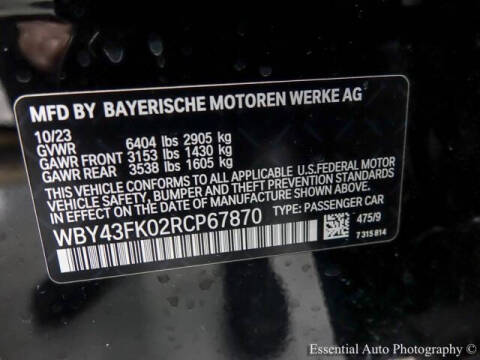 MFD BY BAYERISCHE MOTOREN WERKE AG
10/23
GVWR 6404 lbs 2905 kg
GAWR FRONT 3153 lbs 1430 kg
GAWR REAR 3538 lbs 1605 kg
THIS VEHICLE CONFORMS TO ALL APPLICABLE U.S.FEDERAL MOTOR
VEHICLE SAFETY, BUMPER, AND THEFT PREVENTION STANDARDS
IN EFFECT ON THE DATE OF MANUFACTURE SHOWN ABOVE.
WBY43FK02RCP67870 TYPE: PASSENGER CAR
475/9
7 315 814
Essential Auto Photography ©